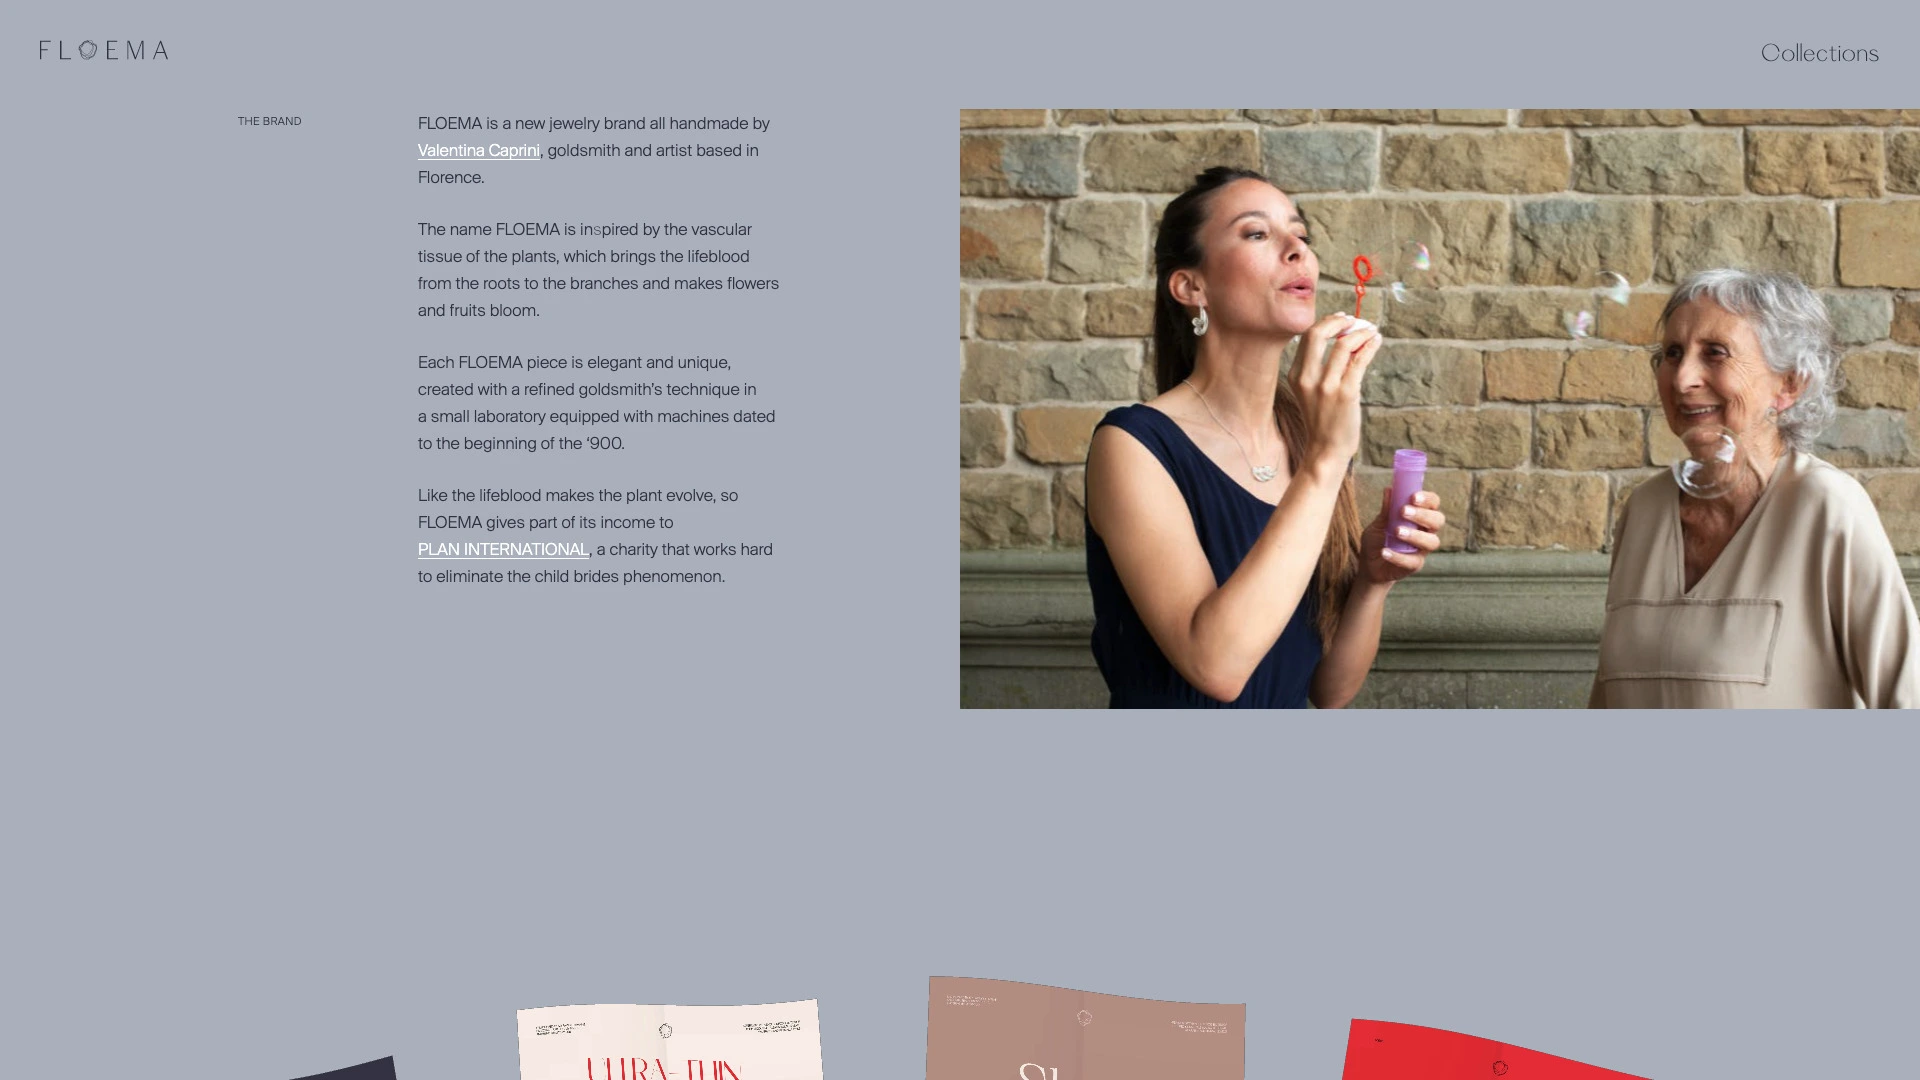 FLOEMA
Collections
THE BRAND
FLOEMA is a new jewelry brand all handmade by
Valentina Caprini, goldsmith and artist based in
Florence.
The name FLOEMA is inspired by the vascular
tissue of the plants, which brings the lifeblood
from the roots to the branches and makes flowers
and fruits bloom.
Each FLOEMA piece is elegant and unique,
created with a refined goldsmith’s technique in
a small laboratory equipped with machines dated
to the beginning of the ‘900.
Like the lifeblood makes the plant evolve, so
FLOEMA gives part of its income to
PLAN INTERNATIONAL, a charity that works hard
to eliminate the child brides phenomenon.
ULTRA-THIN